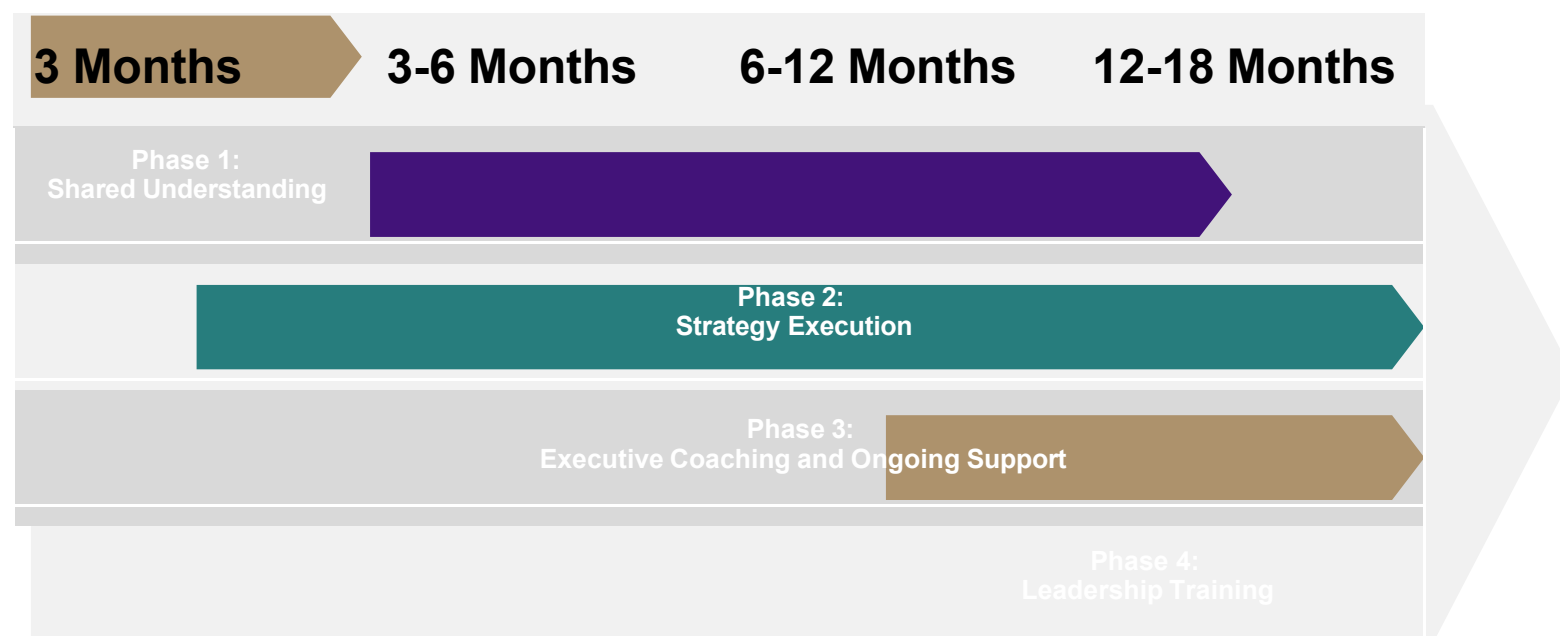 3 Months 3-6 Months 6-12 Months 12-18 Months
Phase 1:
Shared Understanding
Phase 2:
Strategy Execution
Phase 3:
Executive Coaching and Ongoing Support
Phase 4:
Leadership Training